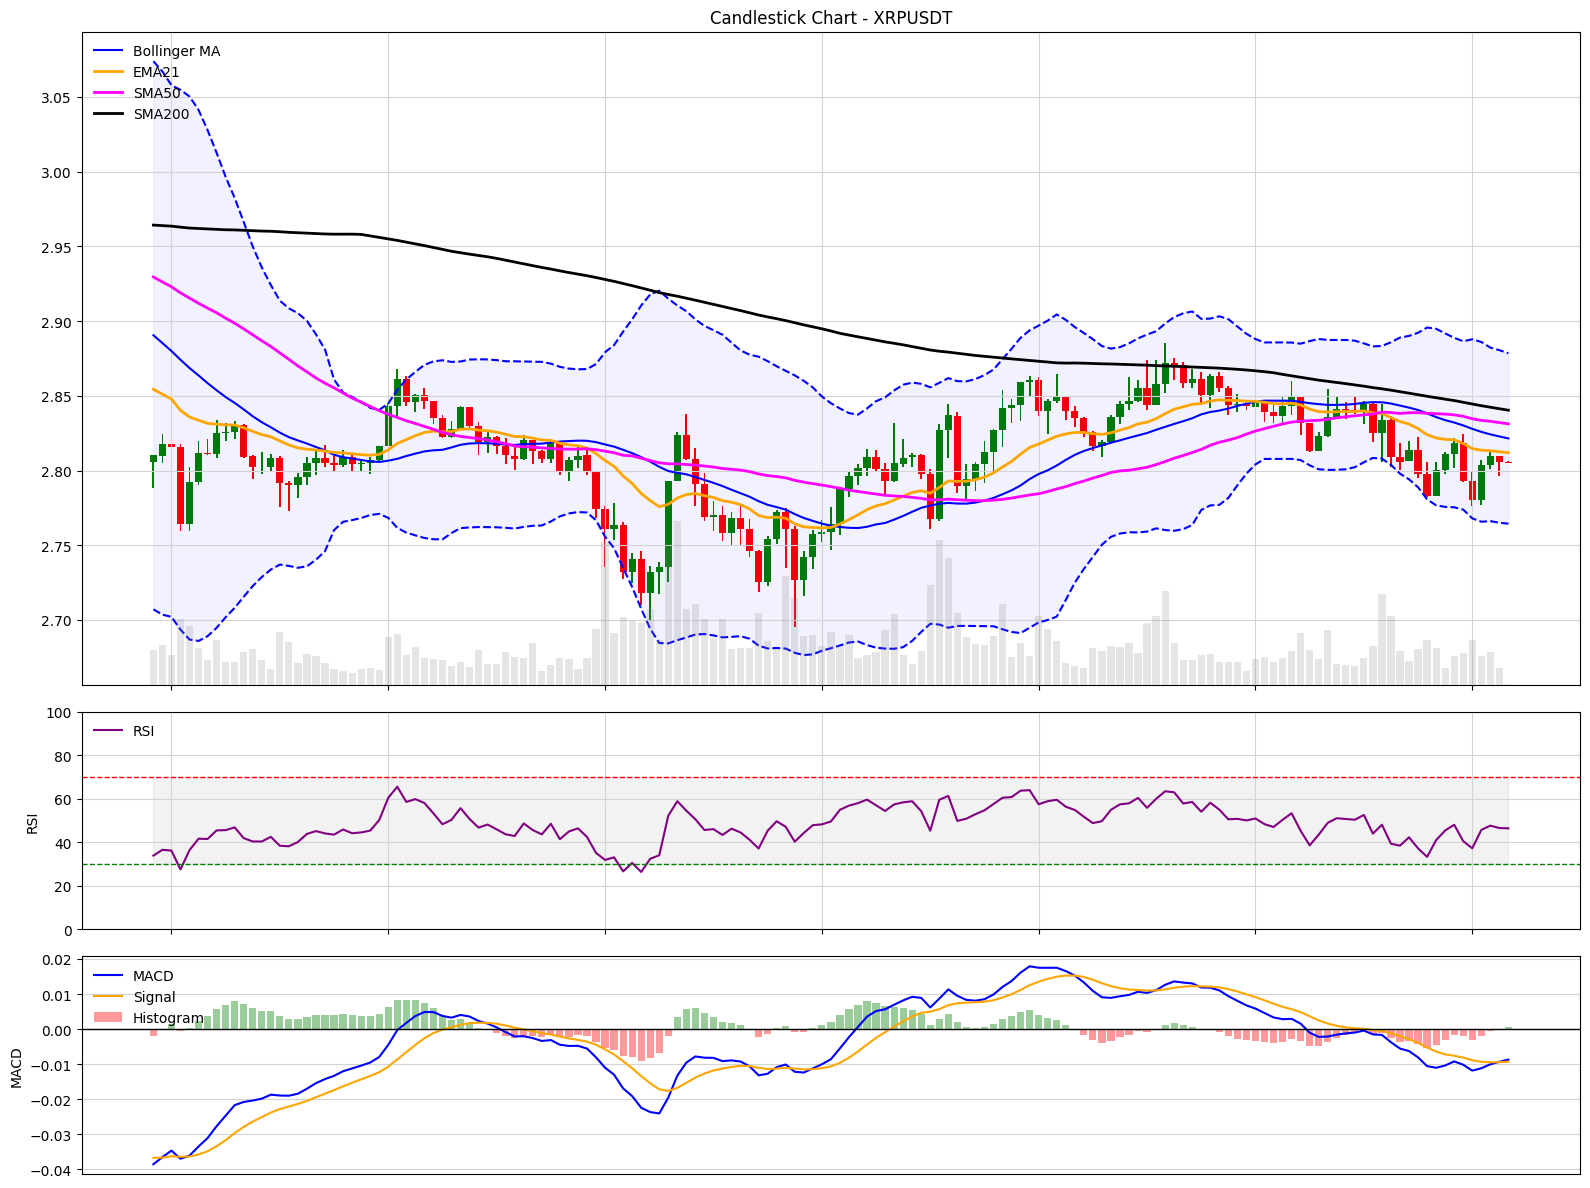 Candlestick Chart - XRPUSDT
Bollinger MA
EMA21
SMA50
SMA200
3.05
3.00
2.95
2.90
2.85
2.80
2.75
2.70
RSI
100
80
60
40
20
0
RSI
MACD
Signal
Histogram
0.02
0.01
0.00
−0.01
−0.02
−0.03
−0.04
MACD